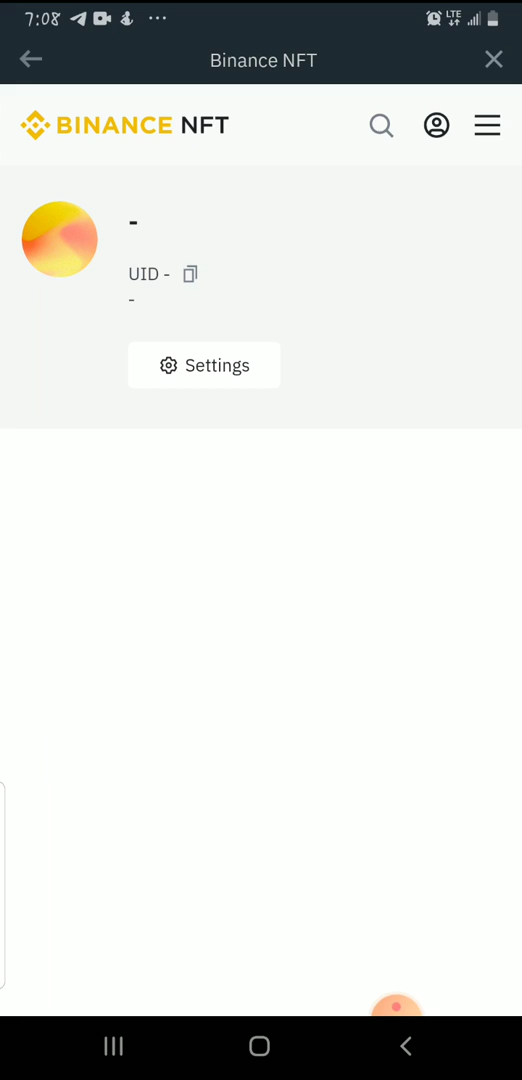 7:08 LTE
Binance NFT
BINANCE NFT
-
UID -
-
Settings